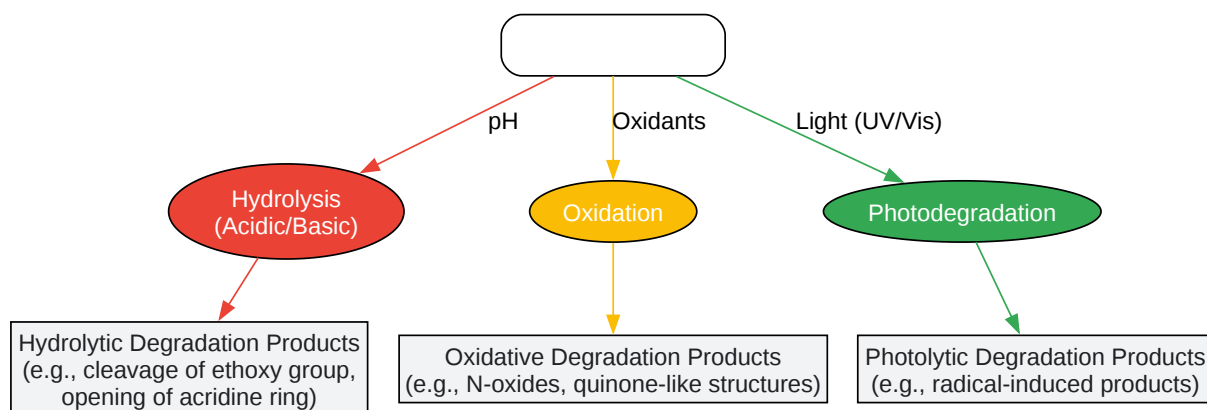 pH
Oxidants
Light (UV/Vis)
Hydrolysis
(Acidic/Basic)
Oxidation
Photodegradation
Hydrolytic Degradation Products
(e.g., cleavage of ethoxy group,
opening of acridine ring)
Oxidative Degradation Products
(e.g., N-oxides, quinone-like structures)
Photolytic Degradation Products
(e.g., radical-induced products)